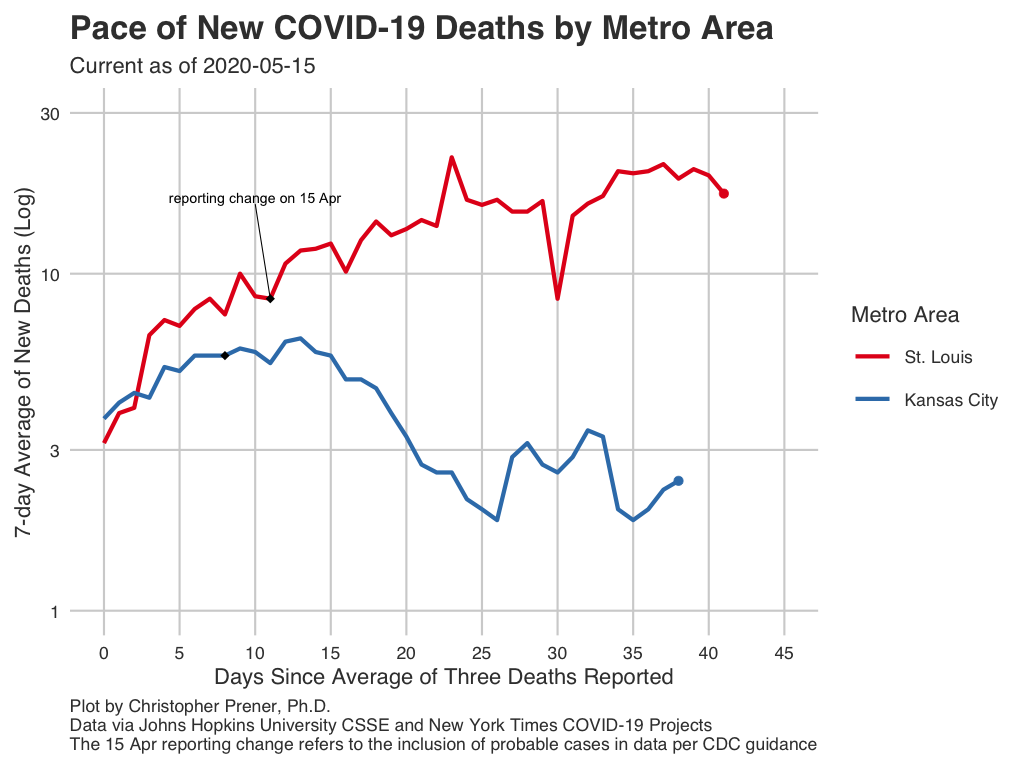 Pace of New COVID-19 Deaths by Metro Area
Current as of 2020-05-15
7-day Average of New Deaths (Log)
30
10
3
1
reporting change on 15 Apr
Metro Area
St. Louis
Kansas City
0 5 10 15 20 25 30 35 40 45
Days Since Average of Three Deaths Reported
Plot by Christopher Prener, Ph.D.
Data via Johns Hopkins University CSSE and New York Times COVID-19 Projects
The 15 Apr reporting change refers to the inclusion of probable cases in data per CDC guidance